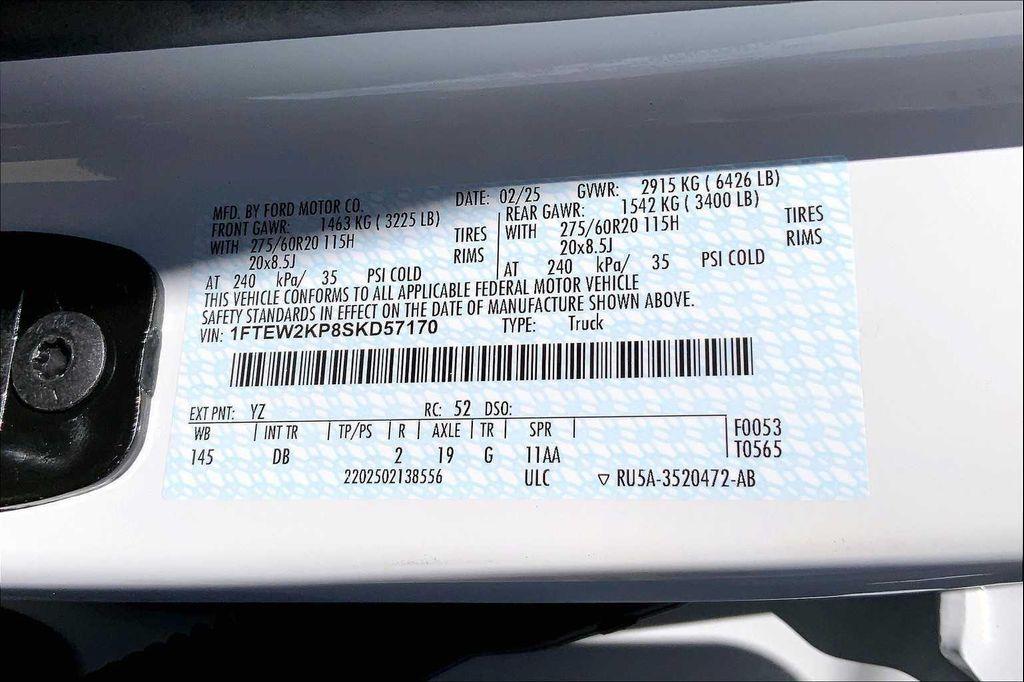 MFD. BY FORD MOTOR CO. DATE: 02/25 GVWR: 2915 KG ( 6426 LB)
FRONT GAWR: 1463 KG ( 3225 LB) REAR GAWR: 1542 KG ( 3400 LB)
WITH 275/60R20 115H TIRES WITH 275/60R20 115H TIRES
20x8.5J RIMS 20x8.5J RIMS
AT 240 kPa/ 35 PSI COLD AT 240 kPa/ 35 PSI COLD
THIS VEHICLE CONFORMS TO ALL APPLICABLE FEDERAL MOTOR VEHICLE
SAFETY STANDARDS IN EFFECT ON THE DATE OF MANUFACTURE SHOWN ABOVE.
VIN: 1FTEW2KP8SKD57170 TYPE: Truck
EXT PNT: YZ RC: 52 DSO:
WB INT TR TP/PS R AXLE TR SPR F0053
145 DB 2 19 G 11AA T0565
2202502138556 ULC ▽ RU5A-3520472-AB